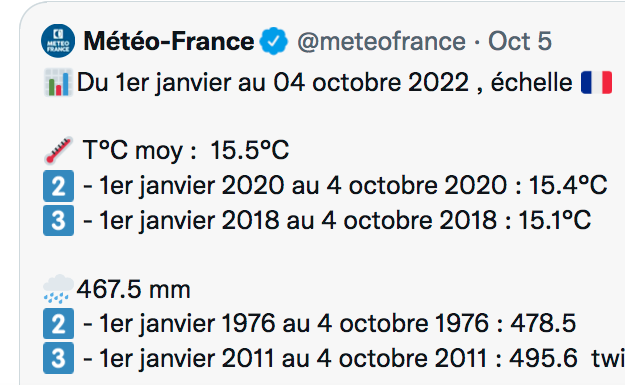 METEO FRANCE
Météo-France @meteofrance · Oct 5
📊Du 1er janvier au 04 octobre 2022 , échelle 🇫🇷
🌡️ T°C moy : 15.5°C
2️⃣ - 1er janvier 2020 au 4 octobre 2020 : 15.4°C
3️⃣ - 1er janvier 2018 au 4 octobre 2018 : 15.1°C
🌧️467.5 mm
2️⃣ - 1er janvier 1976 au 4 octobre 1976 : 478.5
3️⃣ - 1er janvier 2011 au 4 octobre 2011 : 495.6 twi